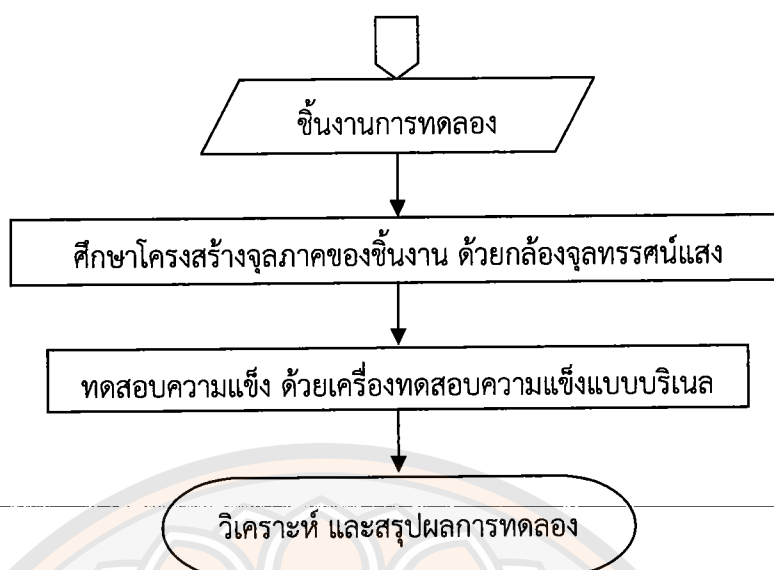 ชิ้นงานการทดลอง
ศึกษาโครงสร้างจุลภาคของชิ้นงาน ด้วยกล้องจุลทรรศน์แสง
ทดสอบความแข็ง ด้วยเครื่องทดสอบความแข็งแบบบริเนล
วิเคราะห์ และสรุปผลการทดลอง